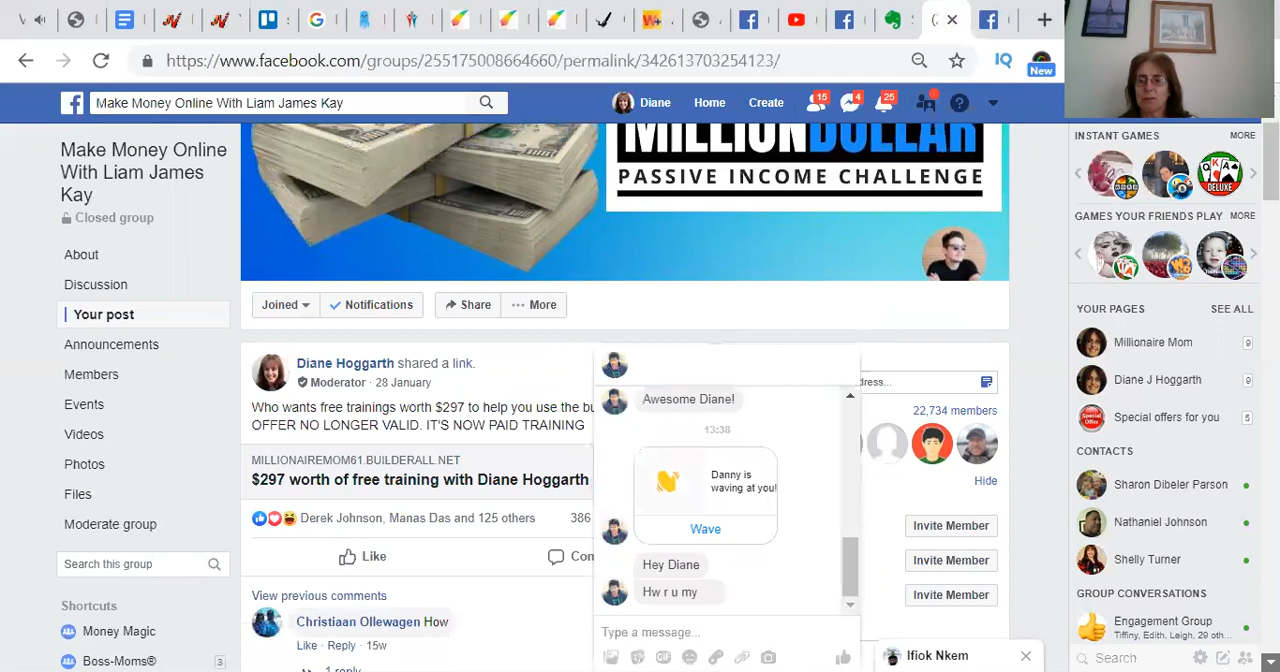 https://www.facebook.com/groups/255175008664660/permalink/342613703254123/
New
Make Money Online With Liam James Kay
Diane
Home
Create
15
4
25
Make Money Online
With Liam James
Kay
Closed group
About
Discussion
Your post
Announcements
Members
Events
Videos
Photos
Files
Moderate group
Search this group
Shortcuts
Money Magic
Boss-Moms®
3
MILLION DOLLAR
PASSIVE INCOME CHALLENGE
Joined
Notifications
Share
More
Diane Hoggarth shared a link.
Moderator · 28 January
Who wants free trainings worth $297 to help you use the
OFFER NO LONGER VALID. IT'S NOW PAID TRAINING
MILLIONAIREMOM61.BUILDERALL.NET
$297 worth of free training with Diane Hoggarth
Derek Johnson, Manas Das and 125 others
386
Like
View previous comments
Christiaan Ollewagen How
Like · Reply · 15w
1 reply
Awesome Diane!
13:38
Danny is
waving at you!
Wave
Hey Diane
Hw r u my
Type a message...
GIF
Ifiok Nkem
22,734 members
Hide
Invite Member
Invite Member
Invite Member
INSTANT GAMES
MORE
DELUXE
GAMES YOUR FRIENDS PLAY
MORE
YOUR PAGES
SEE ALL
Millionaire Mom
9
Diane J Hoggarth
9
Special offers for you
5
CONTACTS
Sharon Dibeler Parson
Nathaniel Johnson
Shelly Turner
GROUP CONVERSATIONS
Engagement Group
Tiffiny, Edith, Leigh, 29 oth...
Search